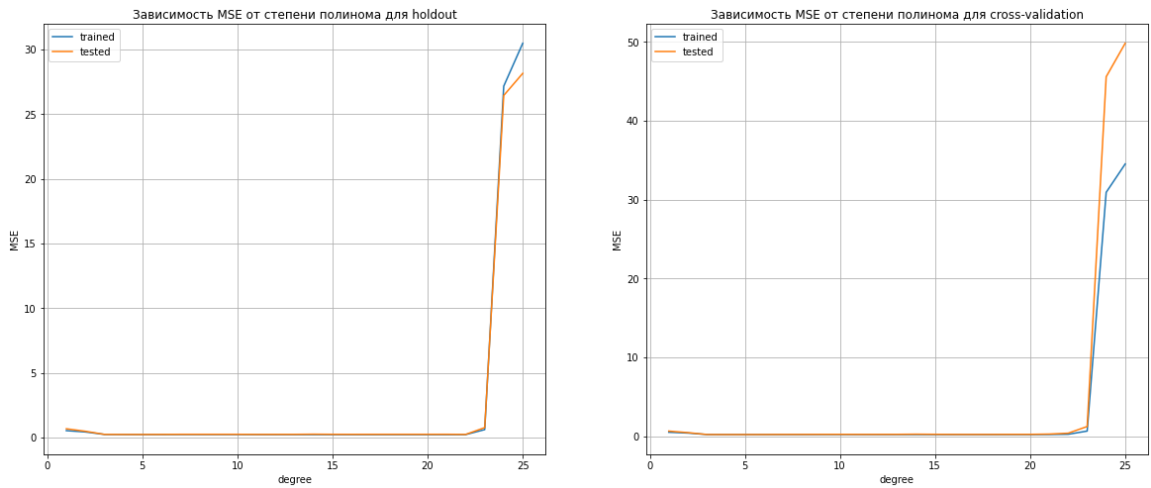 Зависимость MSE от степени полинома для holdout
trained
tested
30
25
20
15
10
5
0
MSE
0
5
10
15
20
25
degree
Зависимость MSE от степени полинома для cross-validation
trained
tested
50
40
30
20
10
0
MSE
0
5
10
15
20
25
degree